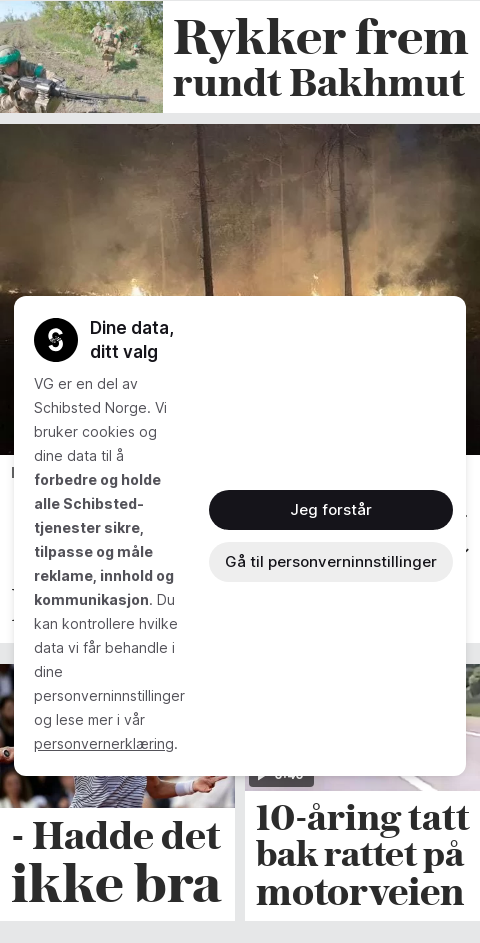 Rykker frem
rundt Bakhmut
Dine data,
ditt valg
VG er en del av
Schibsted Norge. Vi
bruker cookies og
dine data til å
forbedre og holde
alle Schibsted-
tjenester sikre,
tilpasse og måle
reklame, innhold og
kommunikasjon. Du
kan kontrollere hvilke
data vi får behandle i
dine
personverninnstillinger
og lese mer i vår
personvernerklæring.
Jeg forstår
Gå til personverninnstillinger
- Hadde det
ikke bra
10-åring tatt
bak rattet på
motorveien